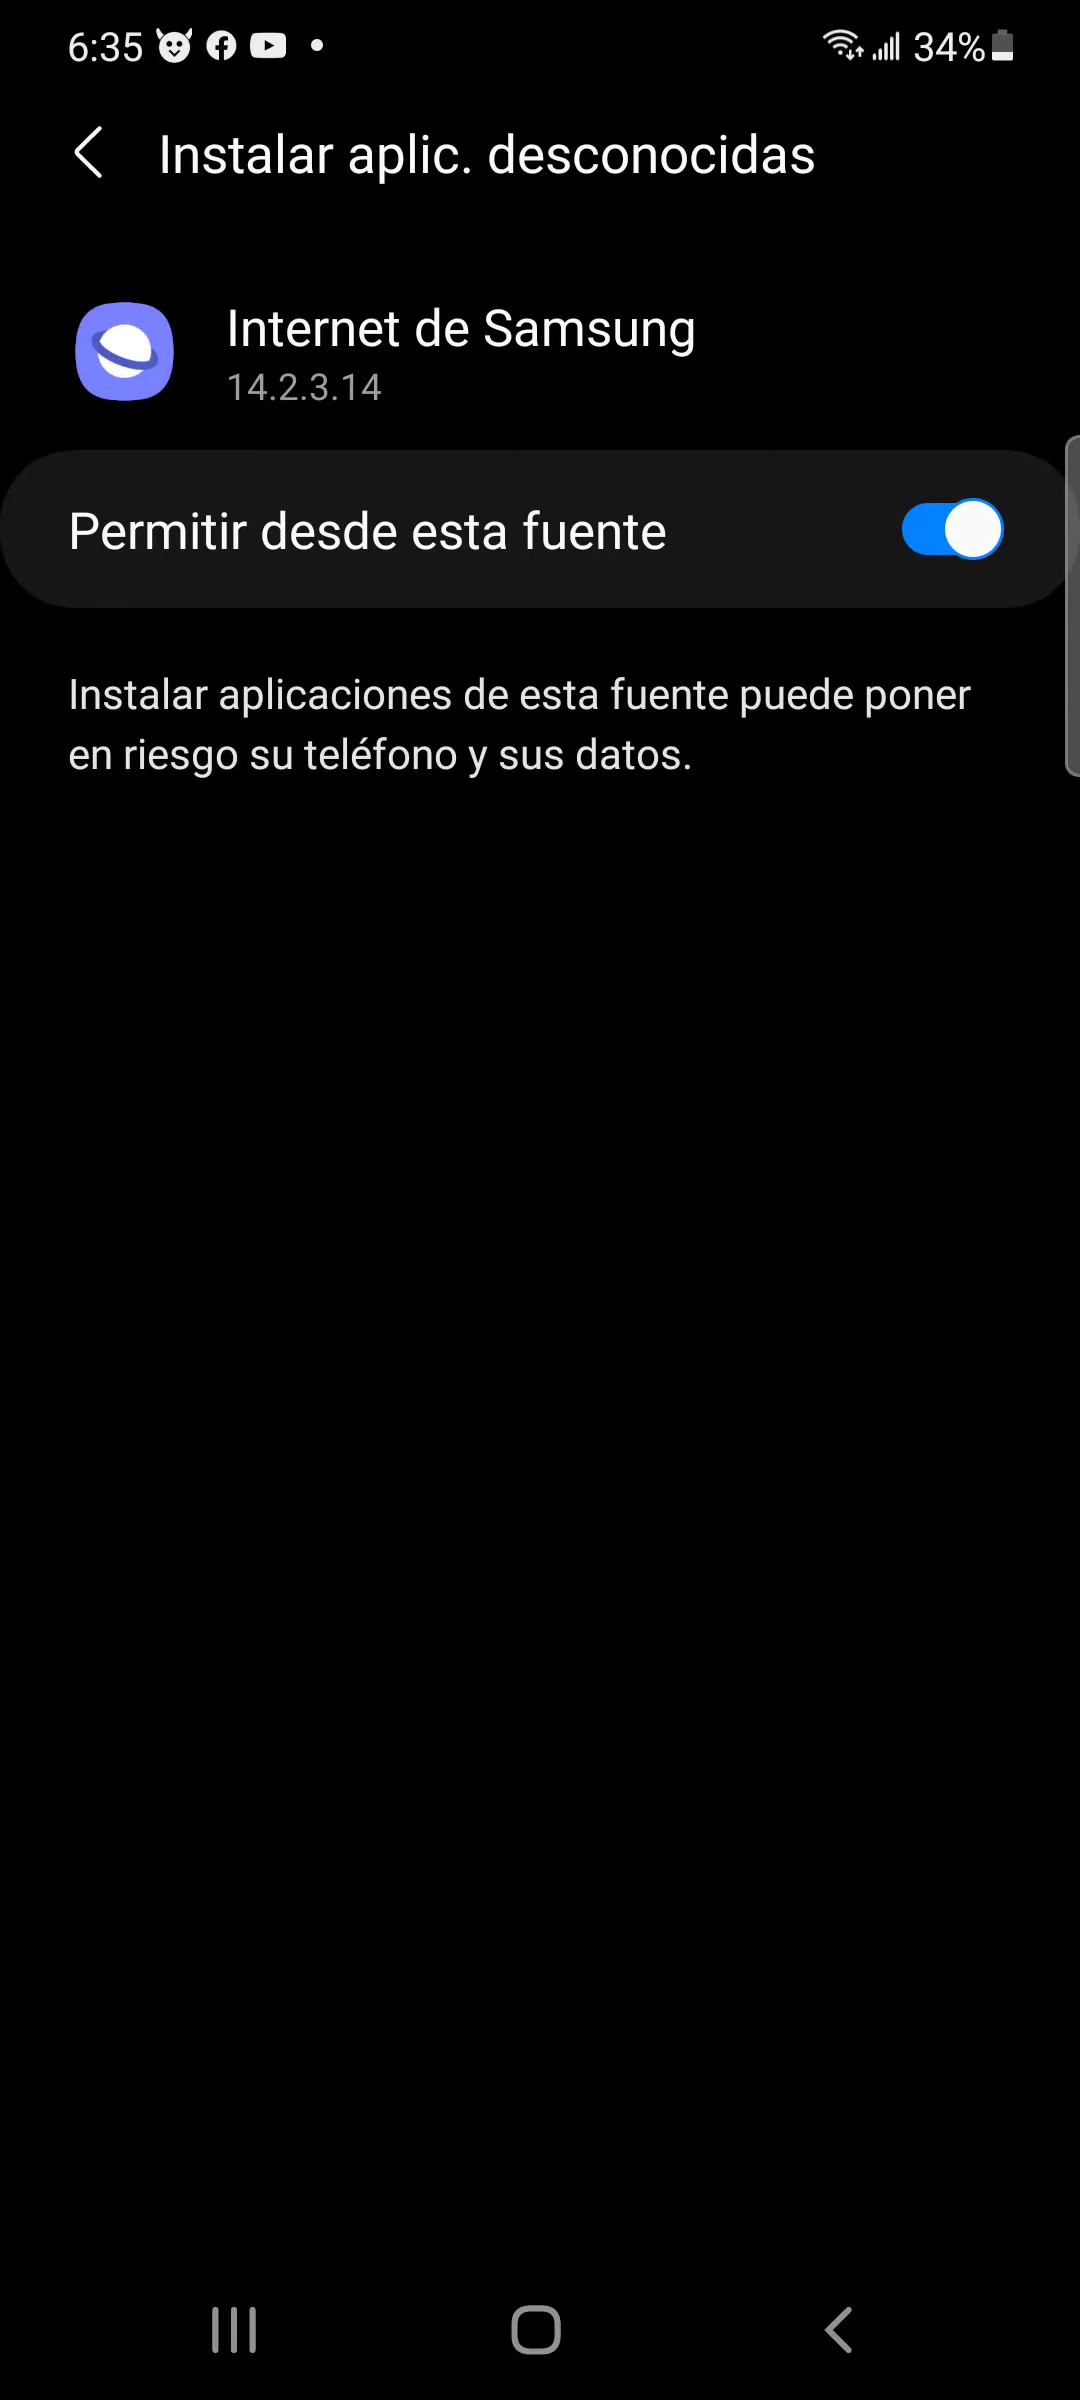 6:35 34%
Instalar aplic. desconocidas
Internet de Samsung
14.2.3.14
Permitir desde esta fuente
Instalar aplicaciones de esta fuente puede poner
en riesgo su teléfono y sus datos.